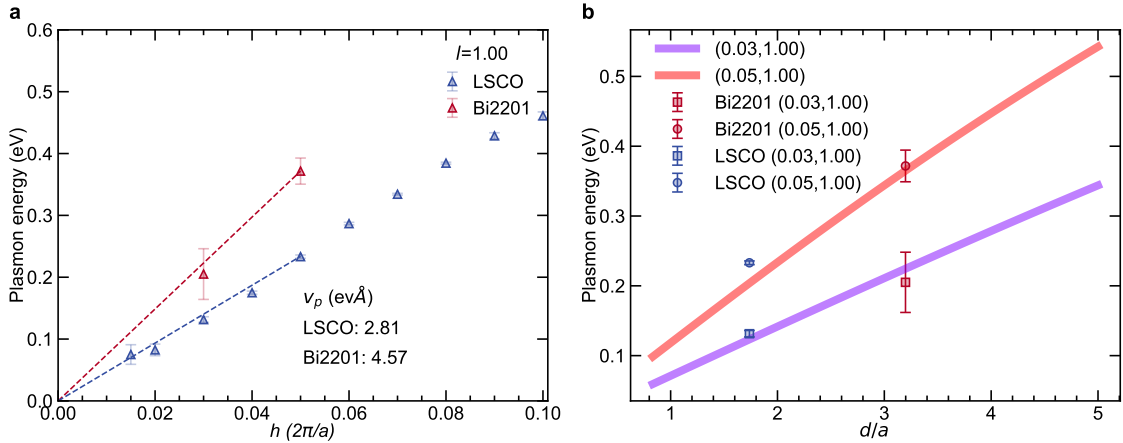 a
0.6
0.5
0.4
0.3
0.2
0.1
0.0
Plasmon energy (eV)
l=1.00
LSCO
Bi2201
vₚ (evÅ)
LSCO: 2.81
Bi2201: 4.57
0.00 0.02 0.04 0.06 0.08 0.10
h (2π/a)
b
0.5
0.4
0.3
0.2
0.1
Plasmon energy (eV)
(0.03,1.00)
(0.05,1.00)
Bi2201 (0.03,1.00)
Bi2201 (0.05,1.00)
LSCO (0.03,1.00)
LSCO (0.05,1.00)
1 2 3 4 5
d/a